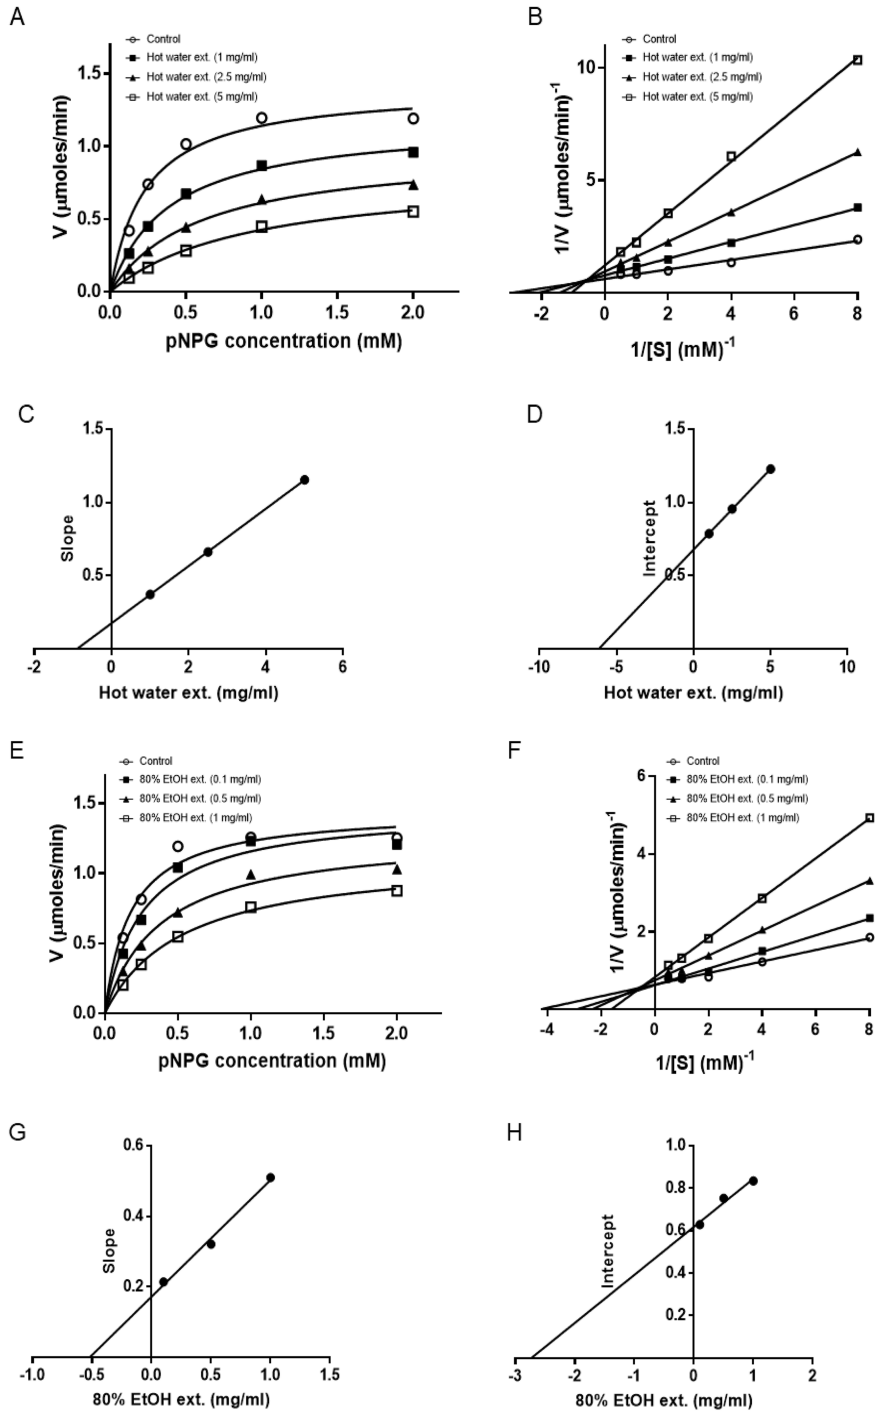 A
Control
Hot water ext. (1 mg/ml)
Hot water ext. (2.5 mg/ml)
Hot water ext. (5 mg/ml)
V (μmoles/min)
1.5
1.0
0.5
0.0
0.0 0.5 1.0 1.5 2.0
pNPG concentration (mM)
B
Control
Hot water ext. (1 mg/ml)
Hot water ext. (2.5 mg/ml)
Hot water ext. (5 mg/ml)
1/V (μmoles/min)-1
10
5
-2 0 2 4 6 8
1/[S] (mM)-1
C
Slope
1.5
1.0
0.5
-2 0 2 4 6
Hot water ext. (mg/ml)
D
Intercept
1.5
1.0
0.5
-10 -5 0 5 10
Hot water ext. (mg/ml)
E
Control
80% EtOH ext. (0.1 mg/ml)
80% EtOH ext. (0.5 mg/ml)
80% EtOH ext. (1 mg/ml)
V (μmoles/min)
1.5
1.0
0.5
0.0
0.0 0.5 1.0 1.5 2.0
pNPG concentration (mM)
F
Control
80% EtOH ext. (0.1 mg/ml)
80% EtOH ext. (0.5 mg/ml)
80% EtOH ext. (1 mg/ml)
1/V (μmoles/min)-1
6
4
2
-4 -2 0 2 4 6 8
1/[S] (mM)-1
G
Slope
0.6
0.4
0.2
-1.0 -0.5 0.0 0.5 1.0 1.5
80% EtOH ext. (mg/ml)
H
Intercept
1.0
0.8
0.6
0.4
0.2
-3 -2 -1 0 1 2
80% EtOH ext. (mg/ml)